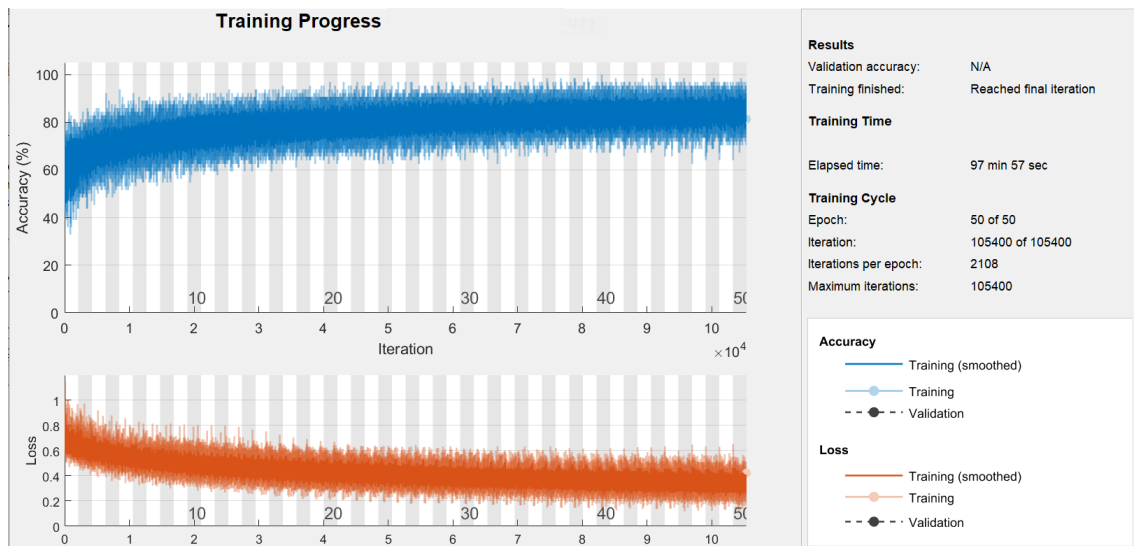 Training Progress
100
80
60
40
20
0
Accuracy (%)
10
20
30
40
50
0 1 2 3 4 5 6 7 8 9 10
Iteration
×10⁴
1
0.8
0.6
0.4
0.2
0
Loss
10
20
30
40
50
0 1 2 3 4 5 6 7 8 9 10
Results
Validation accuracy: N/A
Training finished: Reached final iteration
Training Time
Elapsed time: 97 min 57 sec
Training Cycle
Epoch: 50 of 50
Iteration: 105400 of 105400
Iterations per epoch: 2108
Maximum iterations: 105400
Accuracy
Training (smoothed)
Training
Validation
Loss
Training (smoothed)
Training
Validation